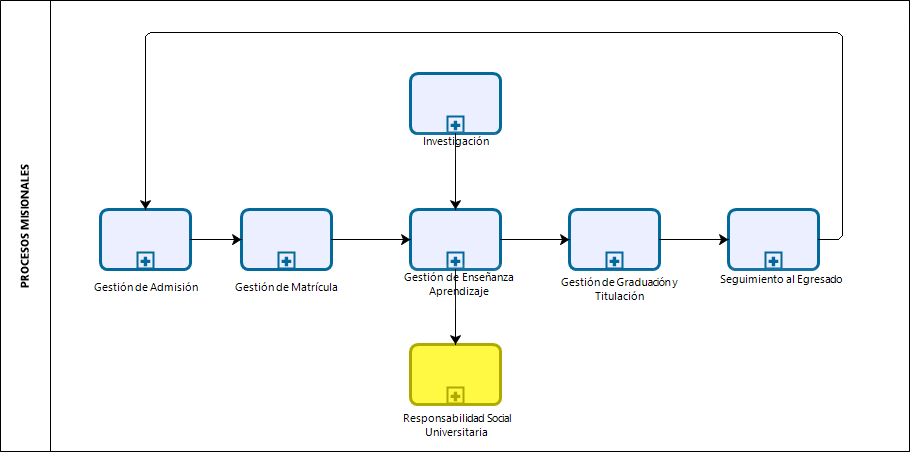 PROCESOS MISIONALES
Investigación
Gestión de Admisión
Gestión de Matrícula
Gestión de Enseñanza
Aprendizaje
Gestión de Graduación y
Titulación
Seguimiento al Egresado
Responsabilidad Social
Universitaria